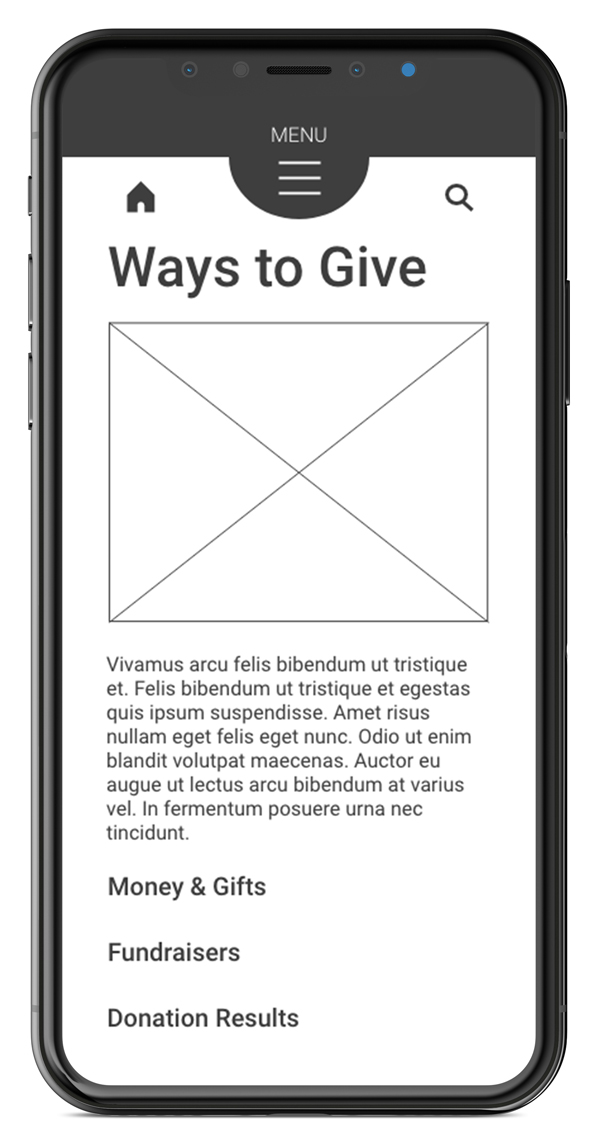 MENU
Ways to Give
Vivamus arcu felis bibendum ut tristique
et. Felis bibendum ut tristique et egestas
quis ipsum suspendisse. Amet risus
nullam eget felis eget nunc. Odio ut enim
blandit volutpat maecenas. Auctor eu
augue ut lectus arcu bibendum at varius
vel. In fermentum posuere urna nec
tincidunt.
Money & Gifts
Fundraisers
Donation Results